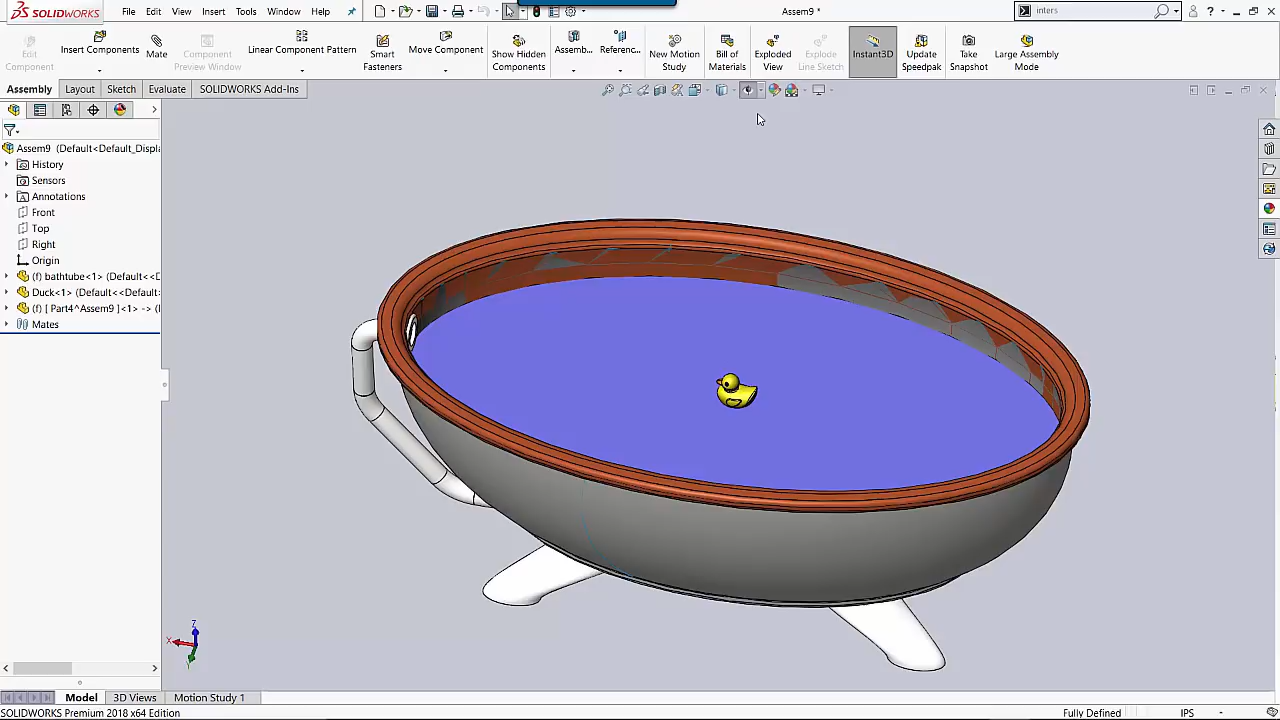 SOLIDWORKS File Edit View Insert Tools Window Help Assem9 * inters ?
Edit Component
Insert Components
Mate
Component Preview Window
Linear Component Pattern
Smart Fasteners
Move Component
Show Hidden Components
Assemb...
Referenc...
New Motion Study
Bill of Materials
Exploded View
Explode Line Sketch
Instant3D
Update Speedpak
Take Snapshot
Large Assembly Mode
Assembly Layout Sketch Evaluate SOLIDWORKS Add-Ins
Assem9 (Default<Default_Displa
History
Sensors
Annotations
Front
Top
Right
Origin
(f) bathtube<1> (Default<<D
Duck<1> (Default<<Default:
(f) [ Part4^Assem9 ]<1> -> (I
Mates
Z
X
Y
Model 3D Views Motion Study 1
SOLIDWORKS Premium 2018 x64 Edition Fully Defined IPS -